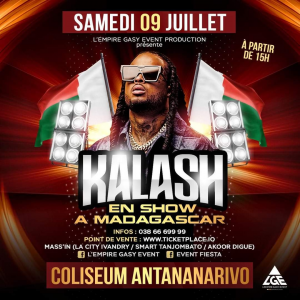 SAMEDI 09 JUILLET
L'EMPIRE GASY EVENT PRODUCTION
présente
À PARTIR
DE 15H
KALASH
EN SHOW
A MADAGASCAR
INFOS : 038 66 699 99
POINT DE VENTE : WWW.TICKETPLACE.IO
MASS'IN (LA CITY IVANDRY / SMART TANJOMBATO / AKOOR DIGUE)
L'EMPIRE GASY EVENT EVENT FIESTA
COLISEUM ANTANANARIVO
LGE